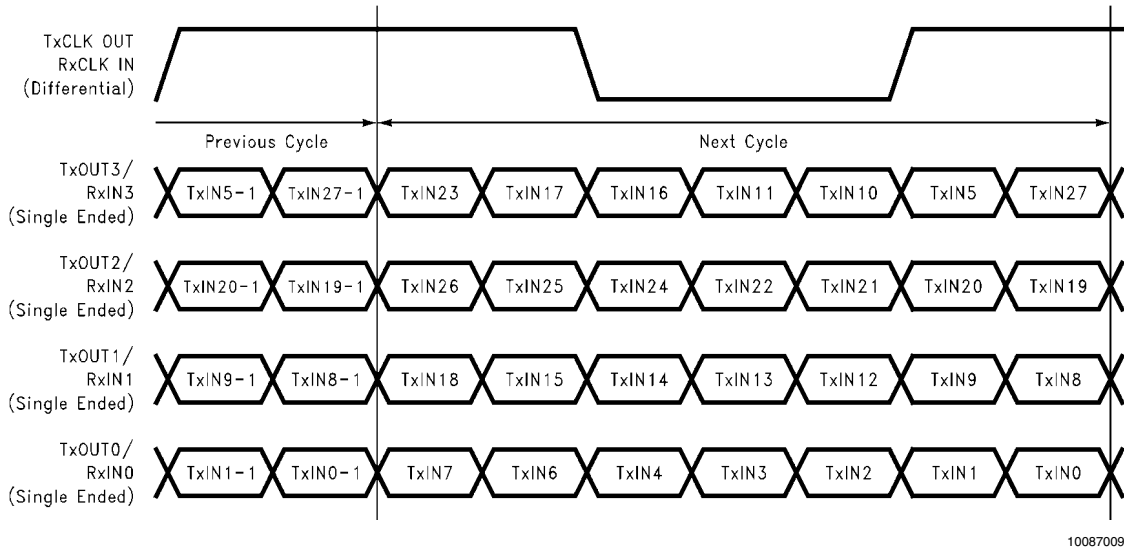 TxCLK OUT
RxCLK IN
(Differential)
Previous Cycle
Next Cycle
TxOUT3/
RxIN3
(Single Ended)
TxIN5-1 TxIN27-1 TxIN23 TxIN17 TxIN16 TxIN11 TxIN10 TxIN5 TxIN27
TxOUT2/
RxIN2
(Single Ended)
TxIN20-1 TxIN19-1 TxIN26 TxIN25 TxIN24 TxIN22 TxIN21 TxIN20 TxIN19
TxOUT1/
RxIN1
(Single Ended)
TxIN9-1 TxIN8-1 TxIN18 TxIN15 TxIN14 TxIN13 TxIN12 TxIN9 TxIN8
TxOUT0/
RxIN0
(Single Ended)
TxIN1-1 TxIN0-1 TxIN7 TxIN6 TxIN4 TxIN3 TxIN2 TxIN1 TxIN0
10087009